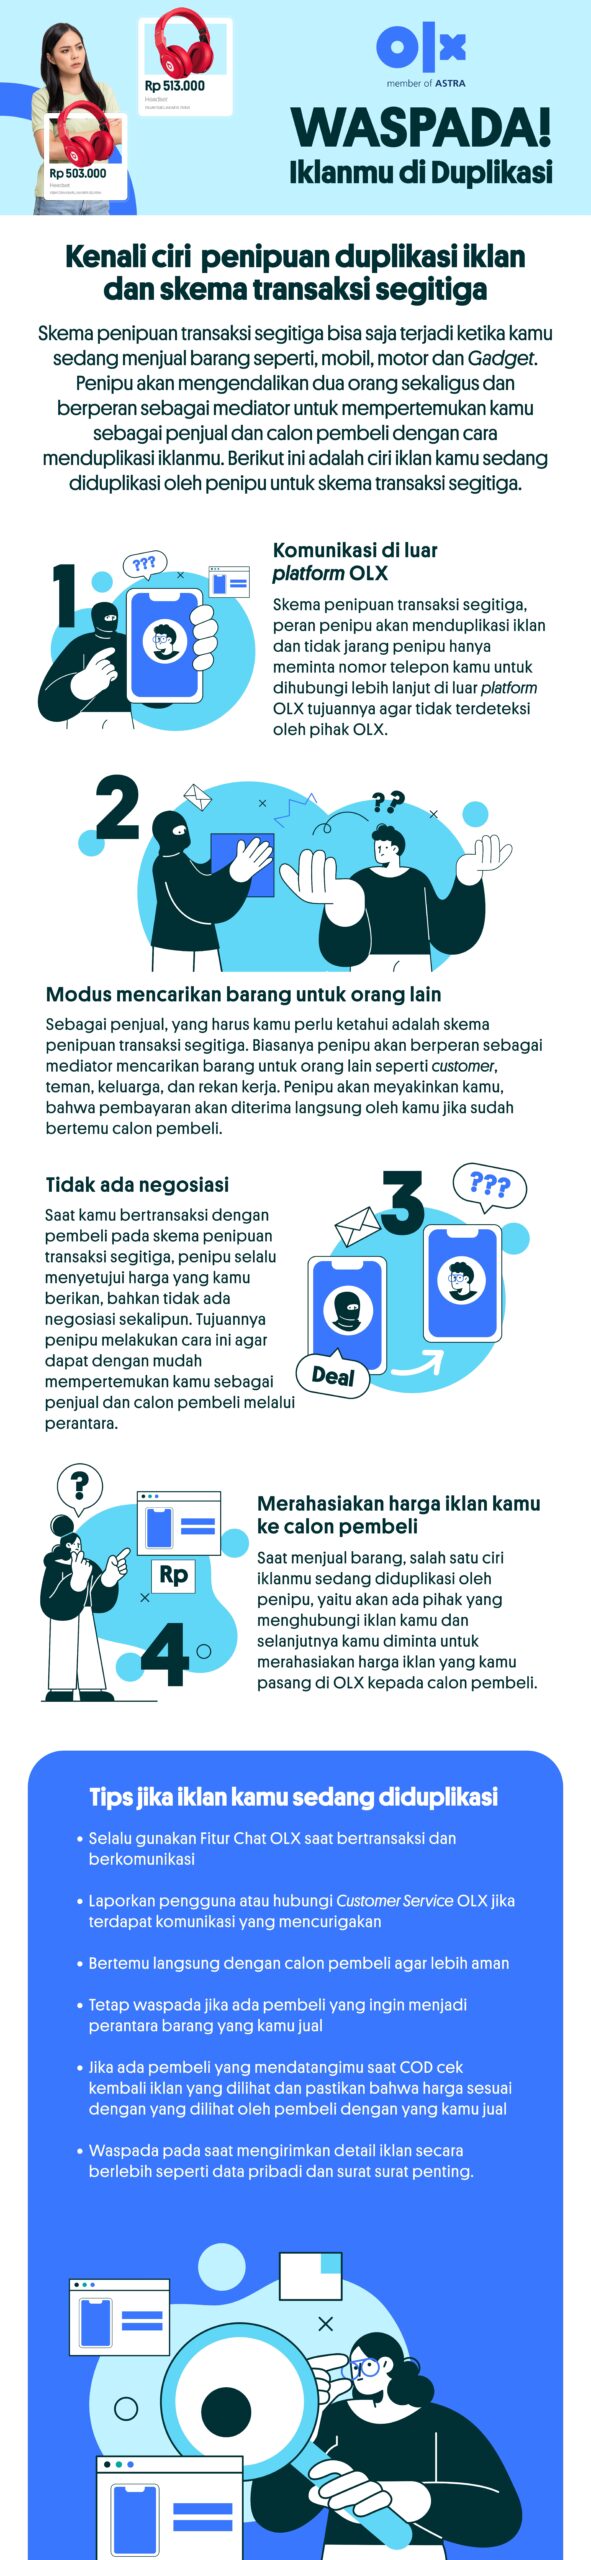 olx
member of ASTRA
WASPADA!
Iklanmu di Duplikasi
Rp 513.000
Headset
Rp 503.000
Headset
Kenali ciri penipuan duplikasi iklan
dan skema transaksi segitiga
Skema penipuan transaksi segitiga bisa saja terjadi ketika kamu
sedang menjual barang seperti, mobil, motor dan Gadget.
Penipu akan mengendalikan dua orang sekaligus dan
berperan sebagai mediator untuk mempertemukan kamu
sebagai penjual dan calon pembeli dengan cara
menduplikasi iklanmu. Berikut ini adalah ciri iklan kamu sedang
diduplikasi oleh penipu untuk skema transaksi segitiga.
1
???
Komunikasi di luar
platform OLX
Skema penipuan transaksi segitiga,
peran penipu akan menduplikasi iklan
dan tidak jarang penipu hanya
meminta nomor telepon kamu untuk
dihubungi lebih lanjut di luar platform
OLX tujuannya agar tidak terdeteksi
oleh pihak OLX.
2
??
Modus mencarikan barang untuk orang lain
Sebagai penjual, yang harus kamu perlu ketahui adalah skema
penipuan transaksi segitiga. Biasanya penipu akan berperan sebagai
mediator mencarikan barang untuk orang lain seperti customer,
teman, keluarga, dan rekan kerja. Penipu akan meyakinkan kamu,
bahwa pembayaran akan diterima langsung oleh kamu jika sudah
bertemu calon pembeli.
Tidak ada negosiasi
Saat kamu bertransaksi dengan
pembeli pada skema penipuan
transaksi segitiga, penipu selalu
menyetujui harga yang kamu
berikan, bahkan tidak ada
negosiasi sekalipun. Tujuannya
penipu melakukan cara ini agar
dapat dengan mudah
mempertemukan kamu sebagai
penjual dan calon pembeli melalui
perantara.
3
???
Deal
?
Rp
4
Merahasiakan harga iklan kamu
ke calon pembeli
Saat menjual barang, salah satu ciri
iklanmu sedang diduplikasi oleh
penipu, yaitu akan ada pihak yang
menghubungi iklan kamu dan
selanjutnya kamu diminta untuk
merahasiakan harga iklan yang kamu
pasang di OLX kepada calon pembeli.
Tips jika iklan kamu sedang diduplikasi
• Selalu gunakan Fitur Chat OLX saat bertransaksi dan
berkomunikasi
• Laporkan pengguna atau hubungi Customer Service OLX jika
terdapat komunikasi yang mencurigakan
• Bertemu langsung dengan calon pembeli agar lebih aman
• Tetap waspada jika ada pembeli yang ingin menjadi
perantara barang yang kamu jual
• Jika ada pembeli yang mendatangimu saat COD cek
kembali iklan yang dilihat dan pastikan bahwa harga sesuai
dengan yang dilihat oleh pembeli dengan yang kamu jual
• Waspada pada saat mengirimkan detail iklan secara
berlebih seperti data pribadi dan surat surat penting.